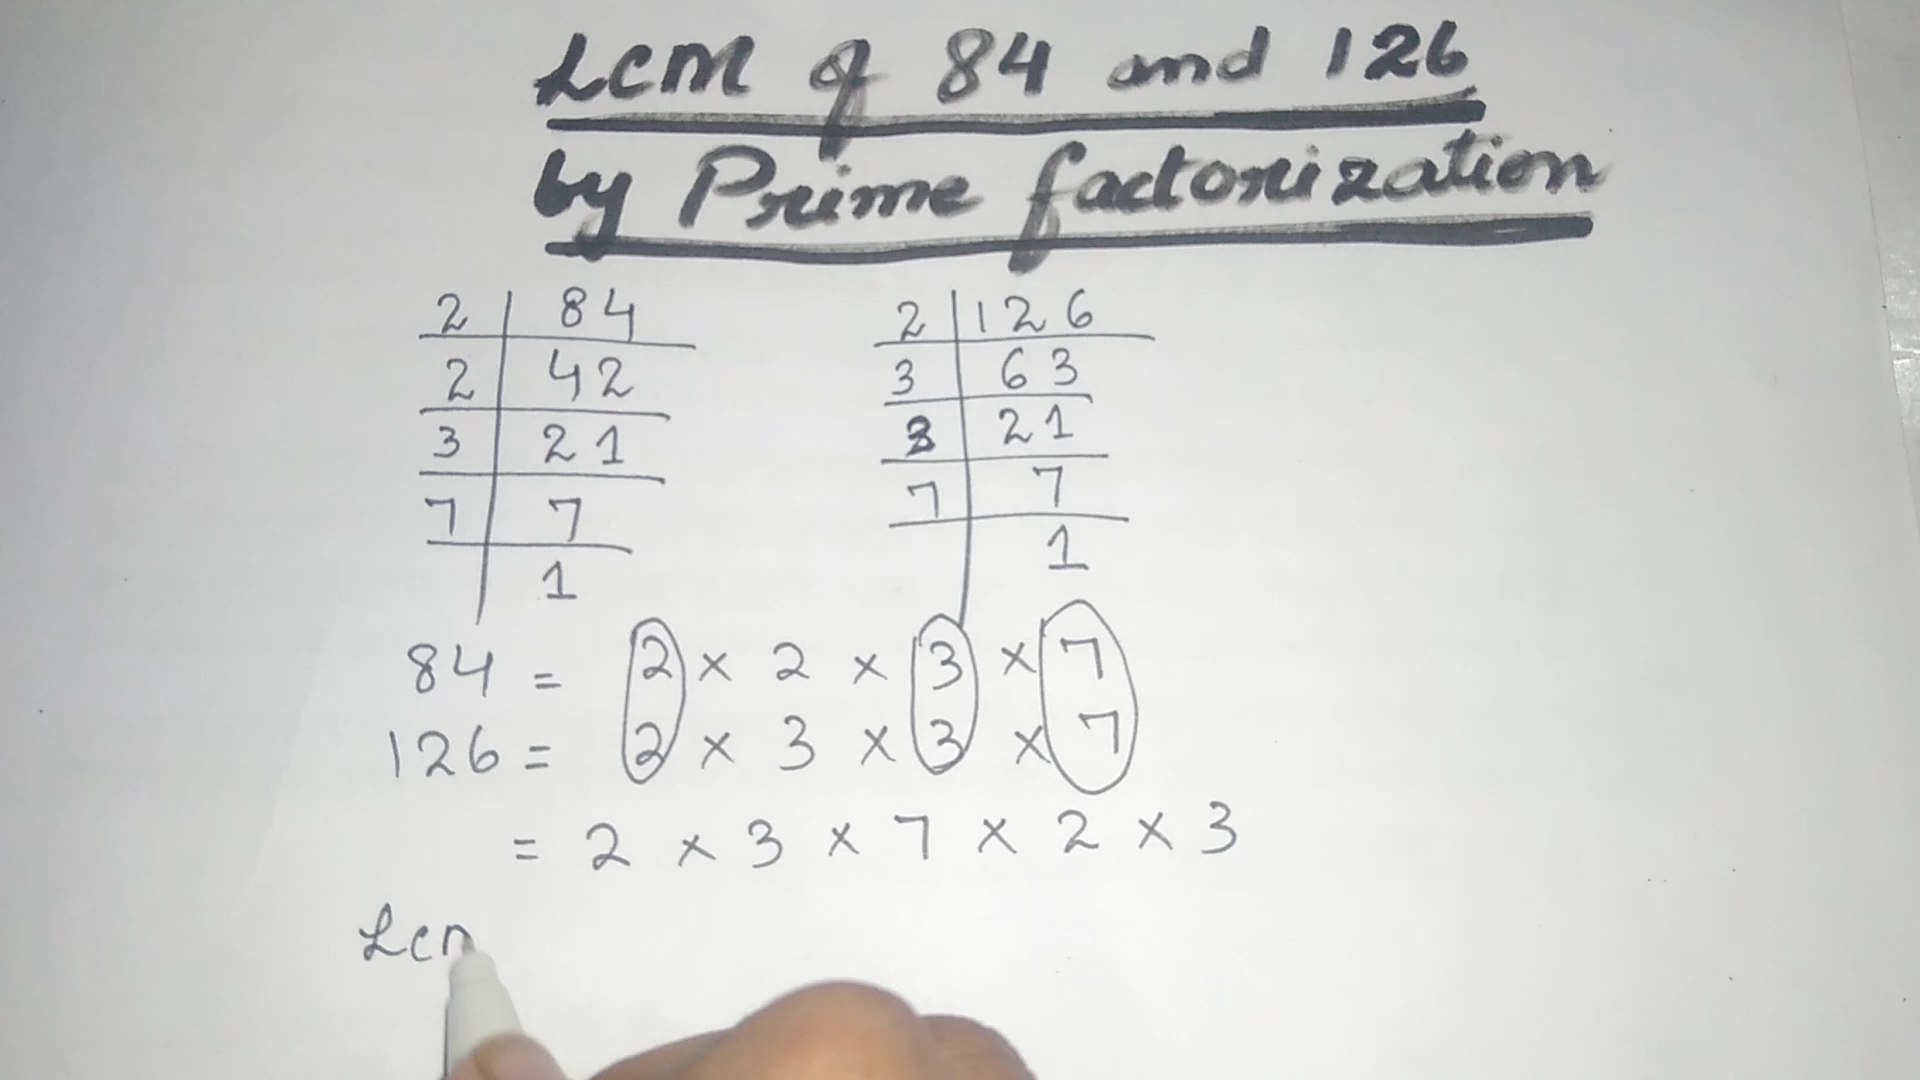 LCM of 84 and 126
by Prime factorization
2 | 84
2 | 42
3 | 21
7 | 7
1
2 | 126
3 | 63
3 | 21
7 | 7
1
84 = 2 × 2 × 3 × 7
126 = 2 × 3 × 3 × 7
= 2 × 3 × 7 × 2 × 3
LCM